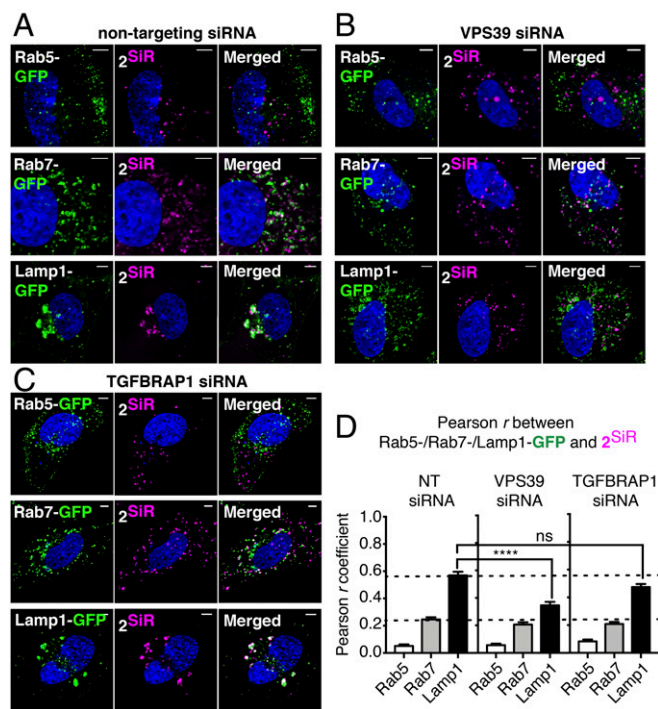 A
non-targeting siRNA
Rab5-
GFP
2SiR
Merged
Rab7-
GFP
2SiR
Merged
Lamp1-
GFP
2SiR
Merged
B
VPS39 siRNA
Rab5-
GFP
2SiR
Merged
Rab7-
GFP
2SiR
Merged
Lamp1-
GFP
2SiR
Merged
C
TGFBRAP1 siRNA
Rab5-GFP
2SiR
Merged
Rab7-GFP
2SiR
Merged
Lamp1-GFP
2SiR
Merged
D
Pearson r between
Rab5-/Rab7-/Lamp1-GFP and 2SiR
NT
siRNA
VPS39
siRNA
TGFBRAP1
siRNA
Pearson r coefficient
1.0
0.8
0.6
0.4
0.2
0.0
ns
****
Rab5
Rab7
Lamp1
Rab5
Rab7
Lamp1
Rab5
Rab7
Lamp1